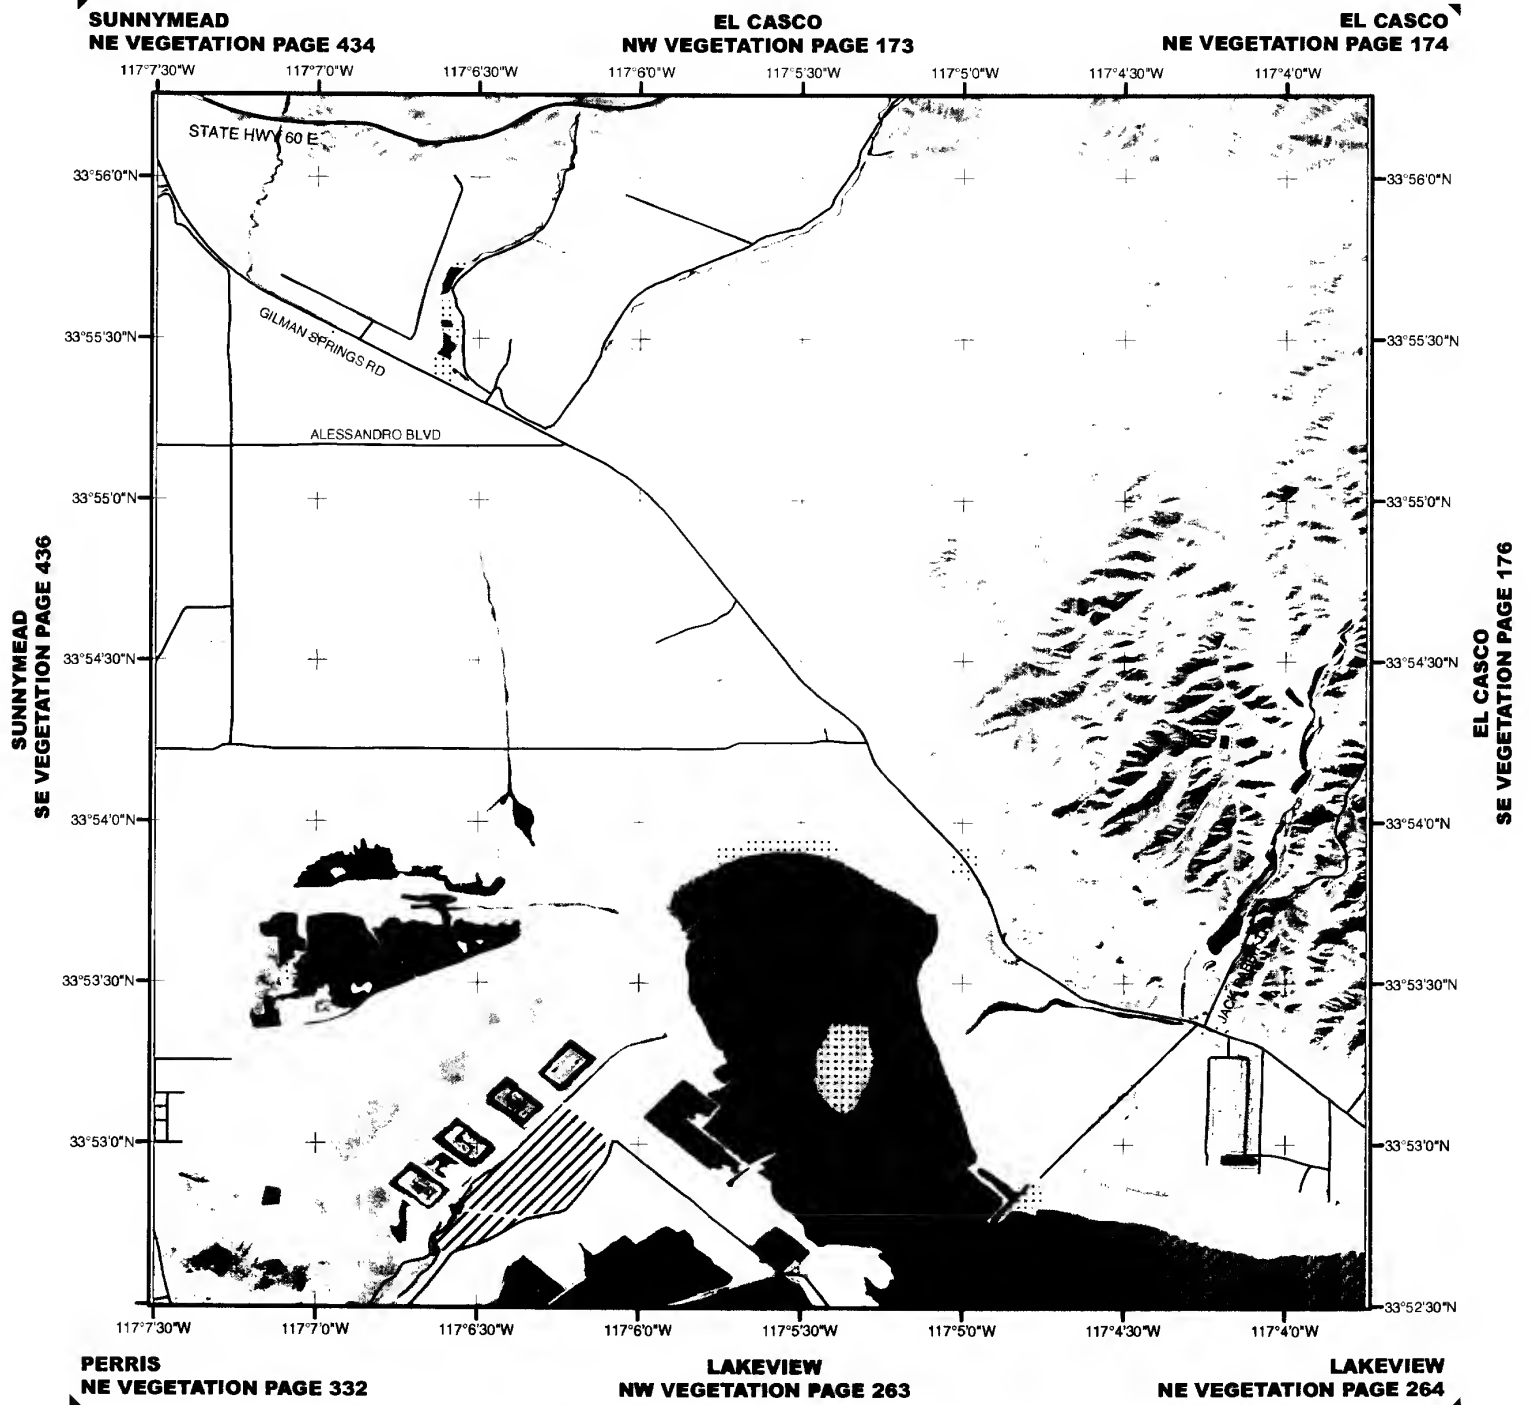 SUNNYMEAD
NE VEGETATION PAGE 434
EL CASCO
NW VEGETATION PAGE 173
EL CASCO
NE VEGETATION PAGE 174
117°7'30"W 117°7'0"W 117°6'30"W 117°6'0"W 117°5'30"W 117°5'0"W 117°4'30"W 117°4'0"W
STATE HWY 60 E
33°56'0"N 33°56'0"N
33°55'30"N 33°55'30"N
GILMAN SPRINGS RD
ALESSANDRO BLVD
33°55'0"N 33°55'0"N
SUNNYMEAD
SE VEGETATION PAGE 436
EL CASCO
SE VEGETATION PAGE 176
33°54'30"N 33°54'30"N
33°54'0"N 33°54'0"N
33°53'30"N 33°53'30"N
JACK
33°53'0"N 33°53'0"N
33°52'30"N
117°7'30"W 117°7'0"W 117°6'30"W 117°6'0"W 117°5'30"W 117°5'0"W 117°4'30"W 117°4'0"W
PERRIS
NE VEGETATION PAGE 332
LAKEVIEW
NW VEGETATION PAGE 263
LAKEVIEW
NE VEGETATION PAGE 264